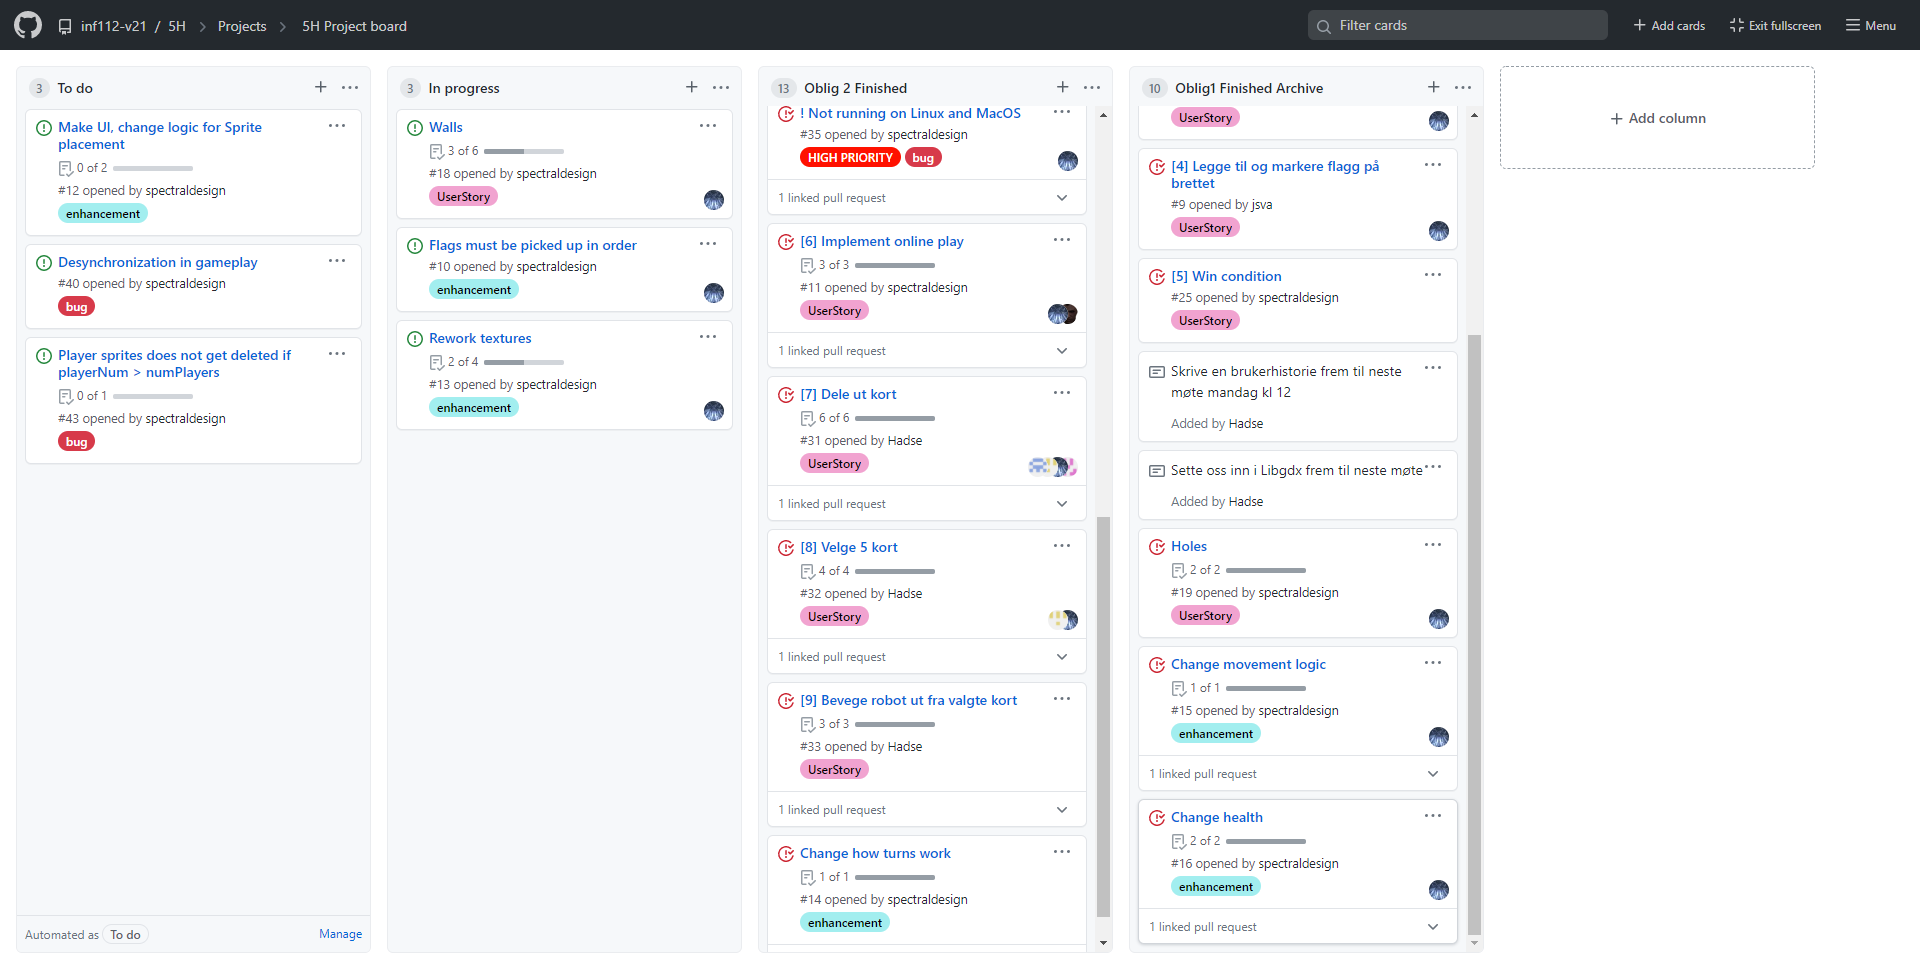 inf112-v21 / 5H Projects 5H Project board
Filter cards
Add cards
Exit fullscreen
Menu
3 To do
Make UI, change logic for Sprite
placement
0 of 2
#12 opened by spectraldesign
enhancement
Desynchronization in gameplay
#40 opened by spectraldesign
bug
Player sprites does not get deleted if
playerNum > numPlayers
0 of 1
#43 opened by spectraldesign
bug
Automated as To do
Manage
3 In progress
Walls
3 of 6
#18 opened by spectraldesign
UserStory
Flags must be picked up in order
#10 opened by spectraldesign
enhancement
Rework textures
2 of 4
#13 opened by spectraldesign
enhancement
13 Oblig 2 Finished
! Not running on Linux and MacOS
#35 opened by spectraldesign
HIGH PRIORITY bug
1 linked pull request
[6] Implement online play
3 of 3
#11 opened by spectraldesign
UserStory
1 linked pull request
[7] Dele ut kort
6 of 6
#31 opened by Hadse
UserStory
1 linked pull request
[8] Velge 5 kort
4 of 4
#32 opened by Hadse
UserStory
1 linked pull request
[9] Bevege robot ut fra valgte kort
3 of 3
#33 opened by Hadse
UserStory
1 linked pull request
Change how turns work
1 of 1
#14 opened by spectraldesign
enhancement
10 Oblig1 Finished Archive
UserStory
[4] Legge til og markere flagg på
brettet
#9 opened by jsva
UserStory
[5] Win condition
#25 opened by spectraldesign
UserStory
Skrive en brukerhistorie frem til neste
møte mandag kl 12
Added by Hadse
Sette oss inn i Libgdx frem til neste møte
Added by Hadse
Holes
2 of 2
#19 opened by spectraldesign
UserStory
Change movement logic
1 of 1
#15 opened by spectraldesign
enhancement
1 linked pull request
Change health
2 of 2
#16 opened by spectraldesign
enhancement
1 linked pull request
Add column